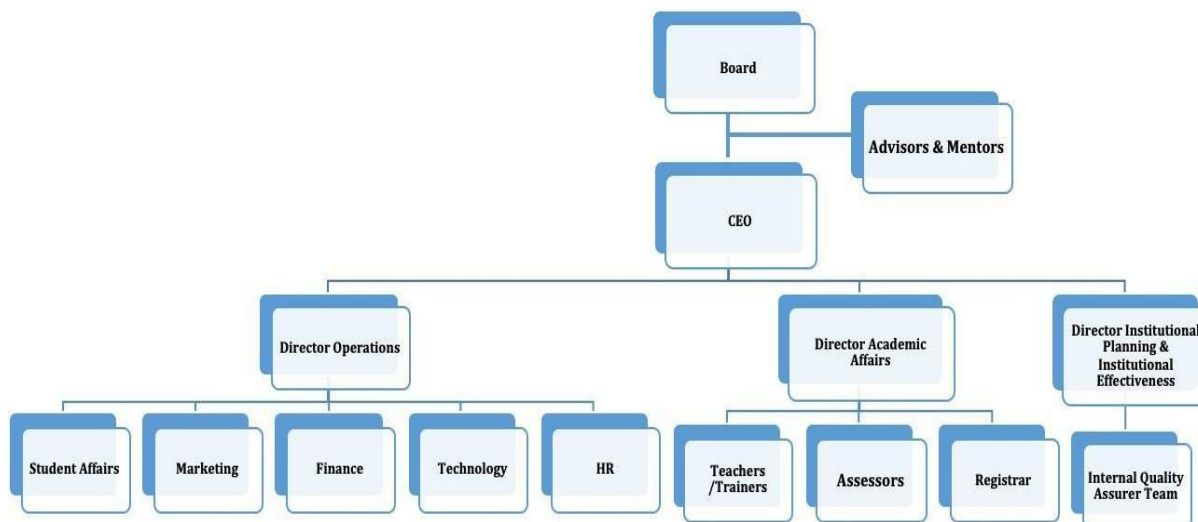 Board
Advisors & Mentors
CEO
Director Operations
Director Academic
Affairs
Director Institutional
Planning &
Institutional
Effectiveness
Student Affairs
Marketing
Finance
Technology
HR
Teachers
/Trainers
Assessors
Registrar
Internal Quality
Assurer Team